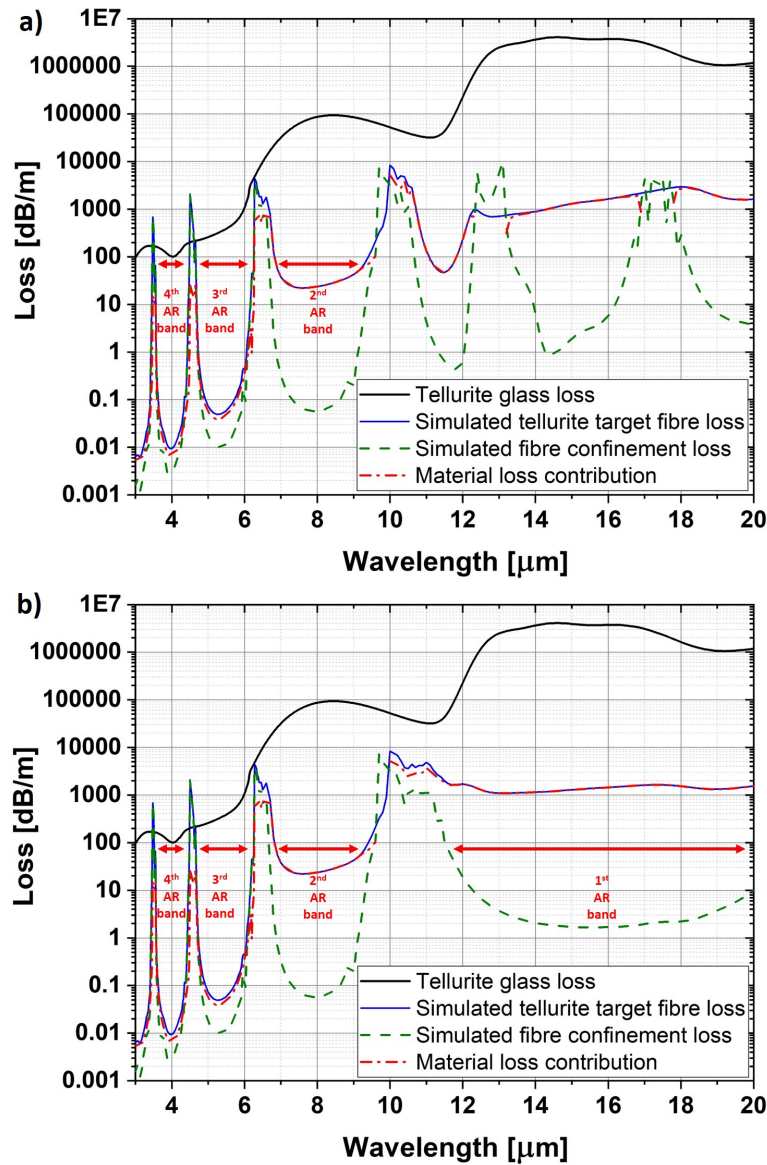 a)
1E7
1000000
100000
10000
1000
100
10
1
0.1
0.01
0.001
Loss [dB/m]
4th
AR
band
3rd
AR
band
2nd
AR
band
Tellurite glass loss
Simulated tellurite target fibre loss
Simulated fibre confinement loss
Material loss contribution
4 6 8 10 12 14 16 18 20
Wavelength [μm]
b)
1E7
1000000
100000
10000
1000
100
10
1
0.1
0.01
0.001
Loss [dB/m]
4th
AR
band
3rd
AR
band
2nd
AR
band
1st
AR
band
Tellurite glass loss
Simulated tellurite target fibre loss
Simulated fibre confinement loss
Material loss contribution
4 6 8 10 12 14 16 18 20
Wavelength [μm]